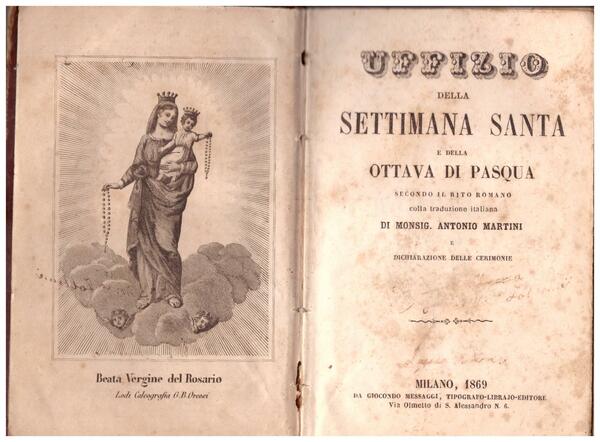 Beata Vergine del Rosario
Lodi Calcografia G. B. Orcesi
UFFIZIO
DELLA
SETTIMANA SANTA
E DELLA
OTTAVA DI PASQUA
SECONDO IL RITO ROMANO
colla traduzione italiana
DI MONSIG. ANTONIO MARTINI
E
DICHIARAZIONE DELLE CERIMONIE
MILANO, 1869
DA GIOCONDO MESSAGGI, TIPOGRAFO-LIBRAJO-EDITORE
Via Olmetto di S. Alessandro N. 6.